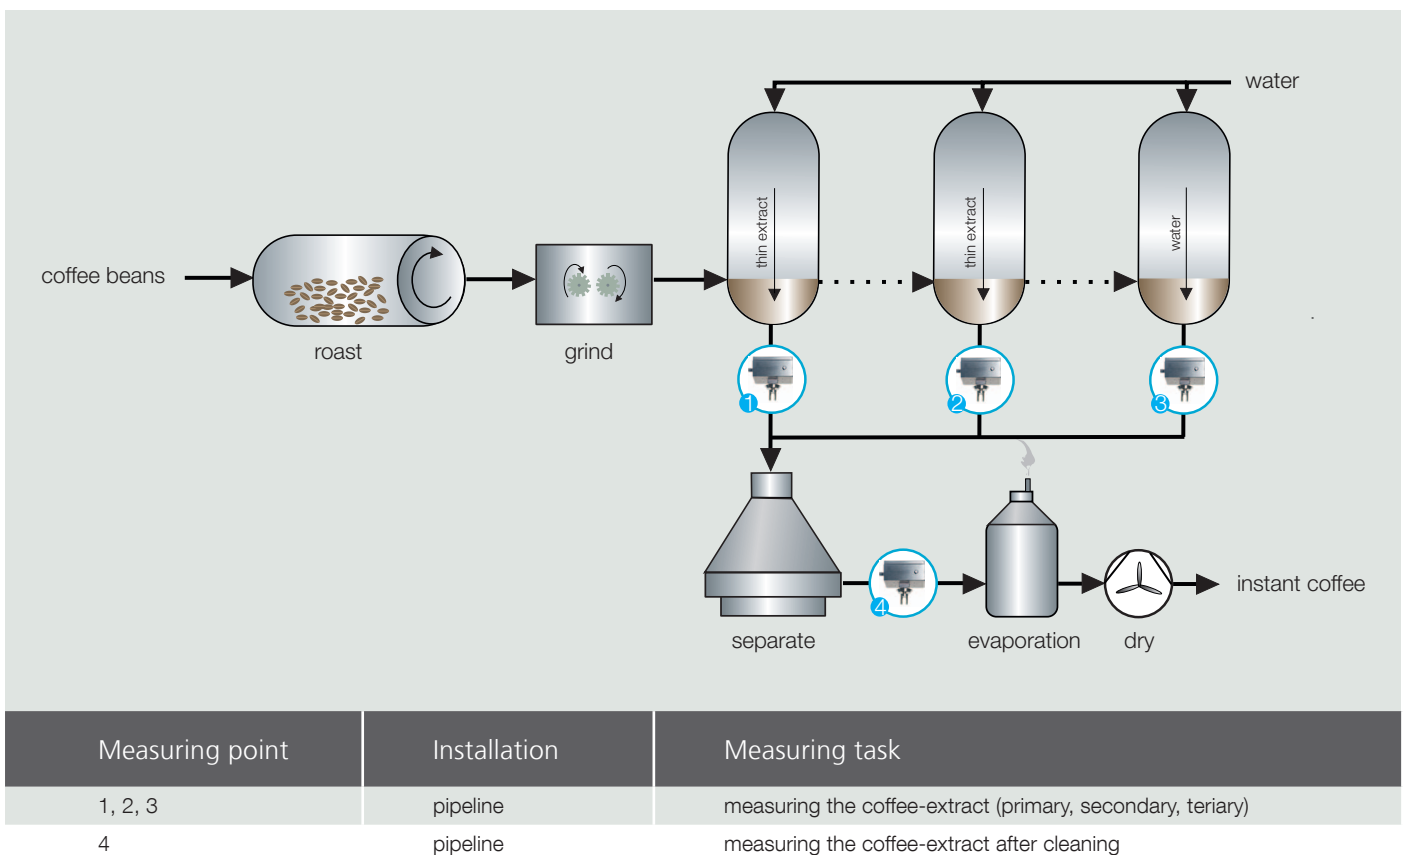 water
thin extract
thin extract
water
coffee beans
roast
grind
1
2
3
4
separate
evaporation
dry
instant coffee
Measuring point Installation Measuring task
1, 2, 3 pipeline measuring the coffee-extract (primary, secondary, teriary)
4 pipeline measuring the coffee-extract after cleaning